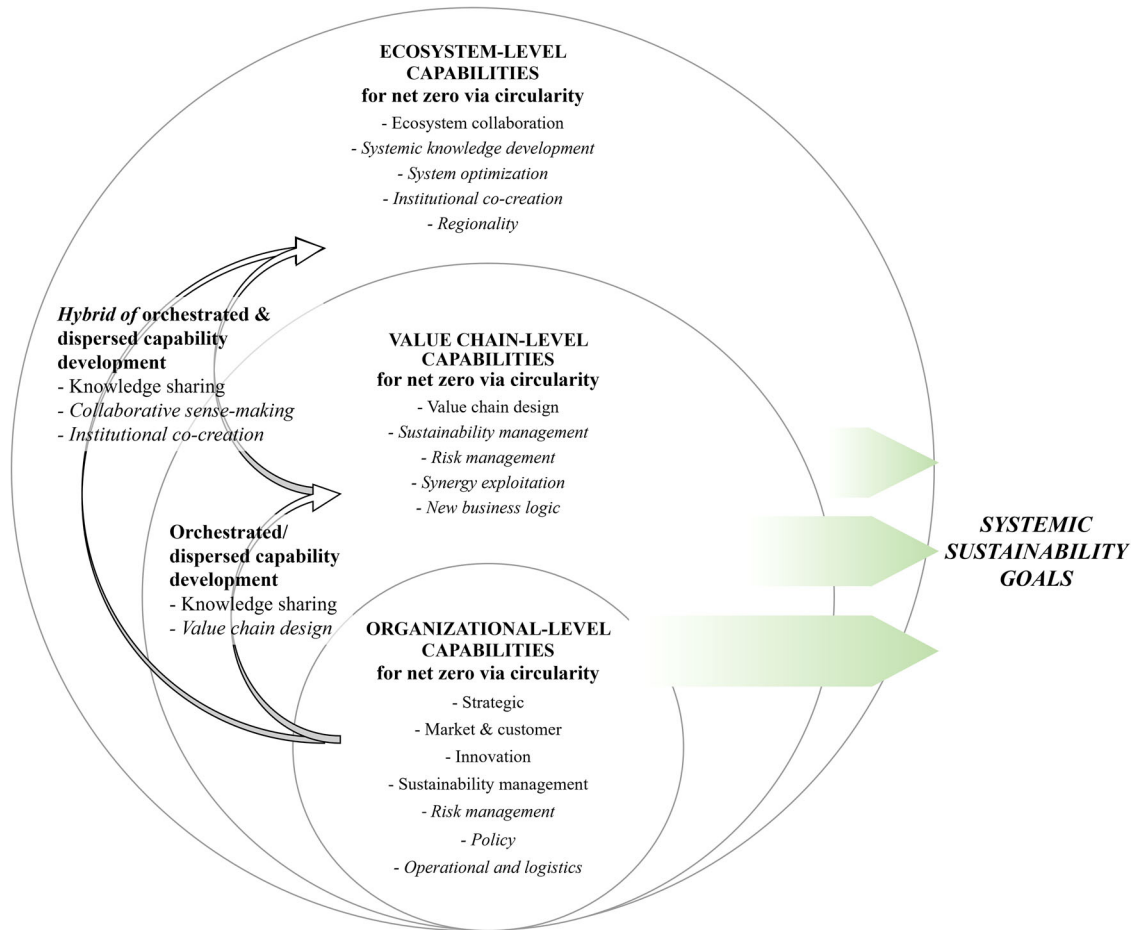 ECOSYSTEM-LEVEL
CAPABILITIES
for net zero via circularity
- Ecosystem collaboration
- Systemic knowledge development
- System optimization
- Institutional co-creation
- Regionality
Hybrid of orchestrated &
dispersed capability
development
- Knowledge sharing
- Collaborative sense-making
- Institutional co-creation
VALUE CHAIN-LEVEL
CAPABILITIES
for net zero via circularity
- Value chain design
- Sustainability management
- Risk management
- Synergy exploitation
- New business logic
Orchestrated/
dispersed capability
development
- Knowledge sharing
- Value chain design
ORGANIZATIONAL-LEVEL
CAPABILITIES
for net zero via circularity
- Strategic
- Market & customer
- Innovation
- Sustainability management
- Risk management
- Policy
- Operational and logistics
SYSTEMIC
SUSTAINABILITY
GOALS